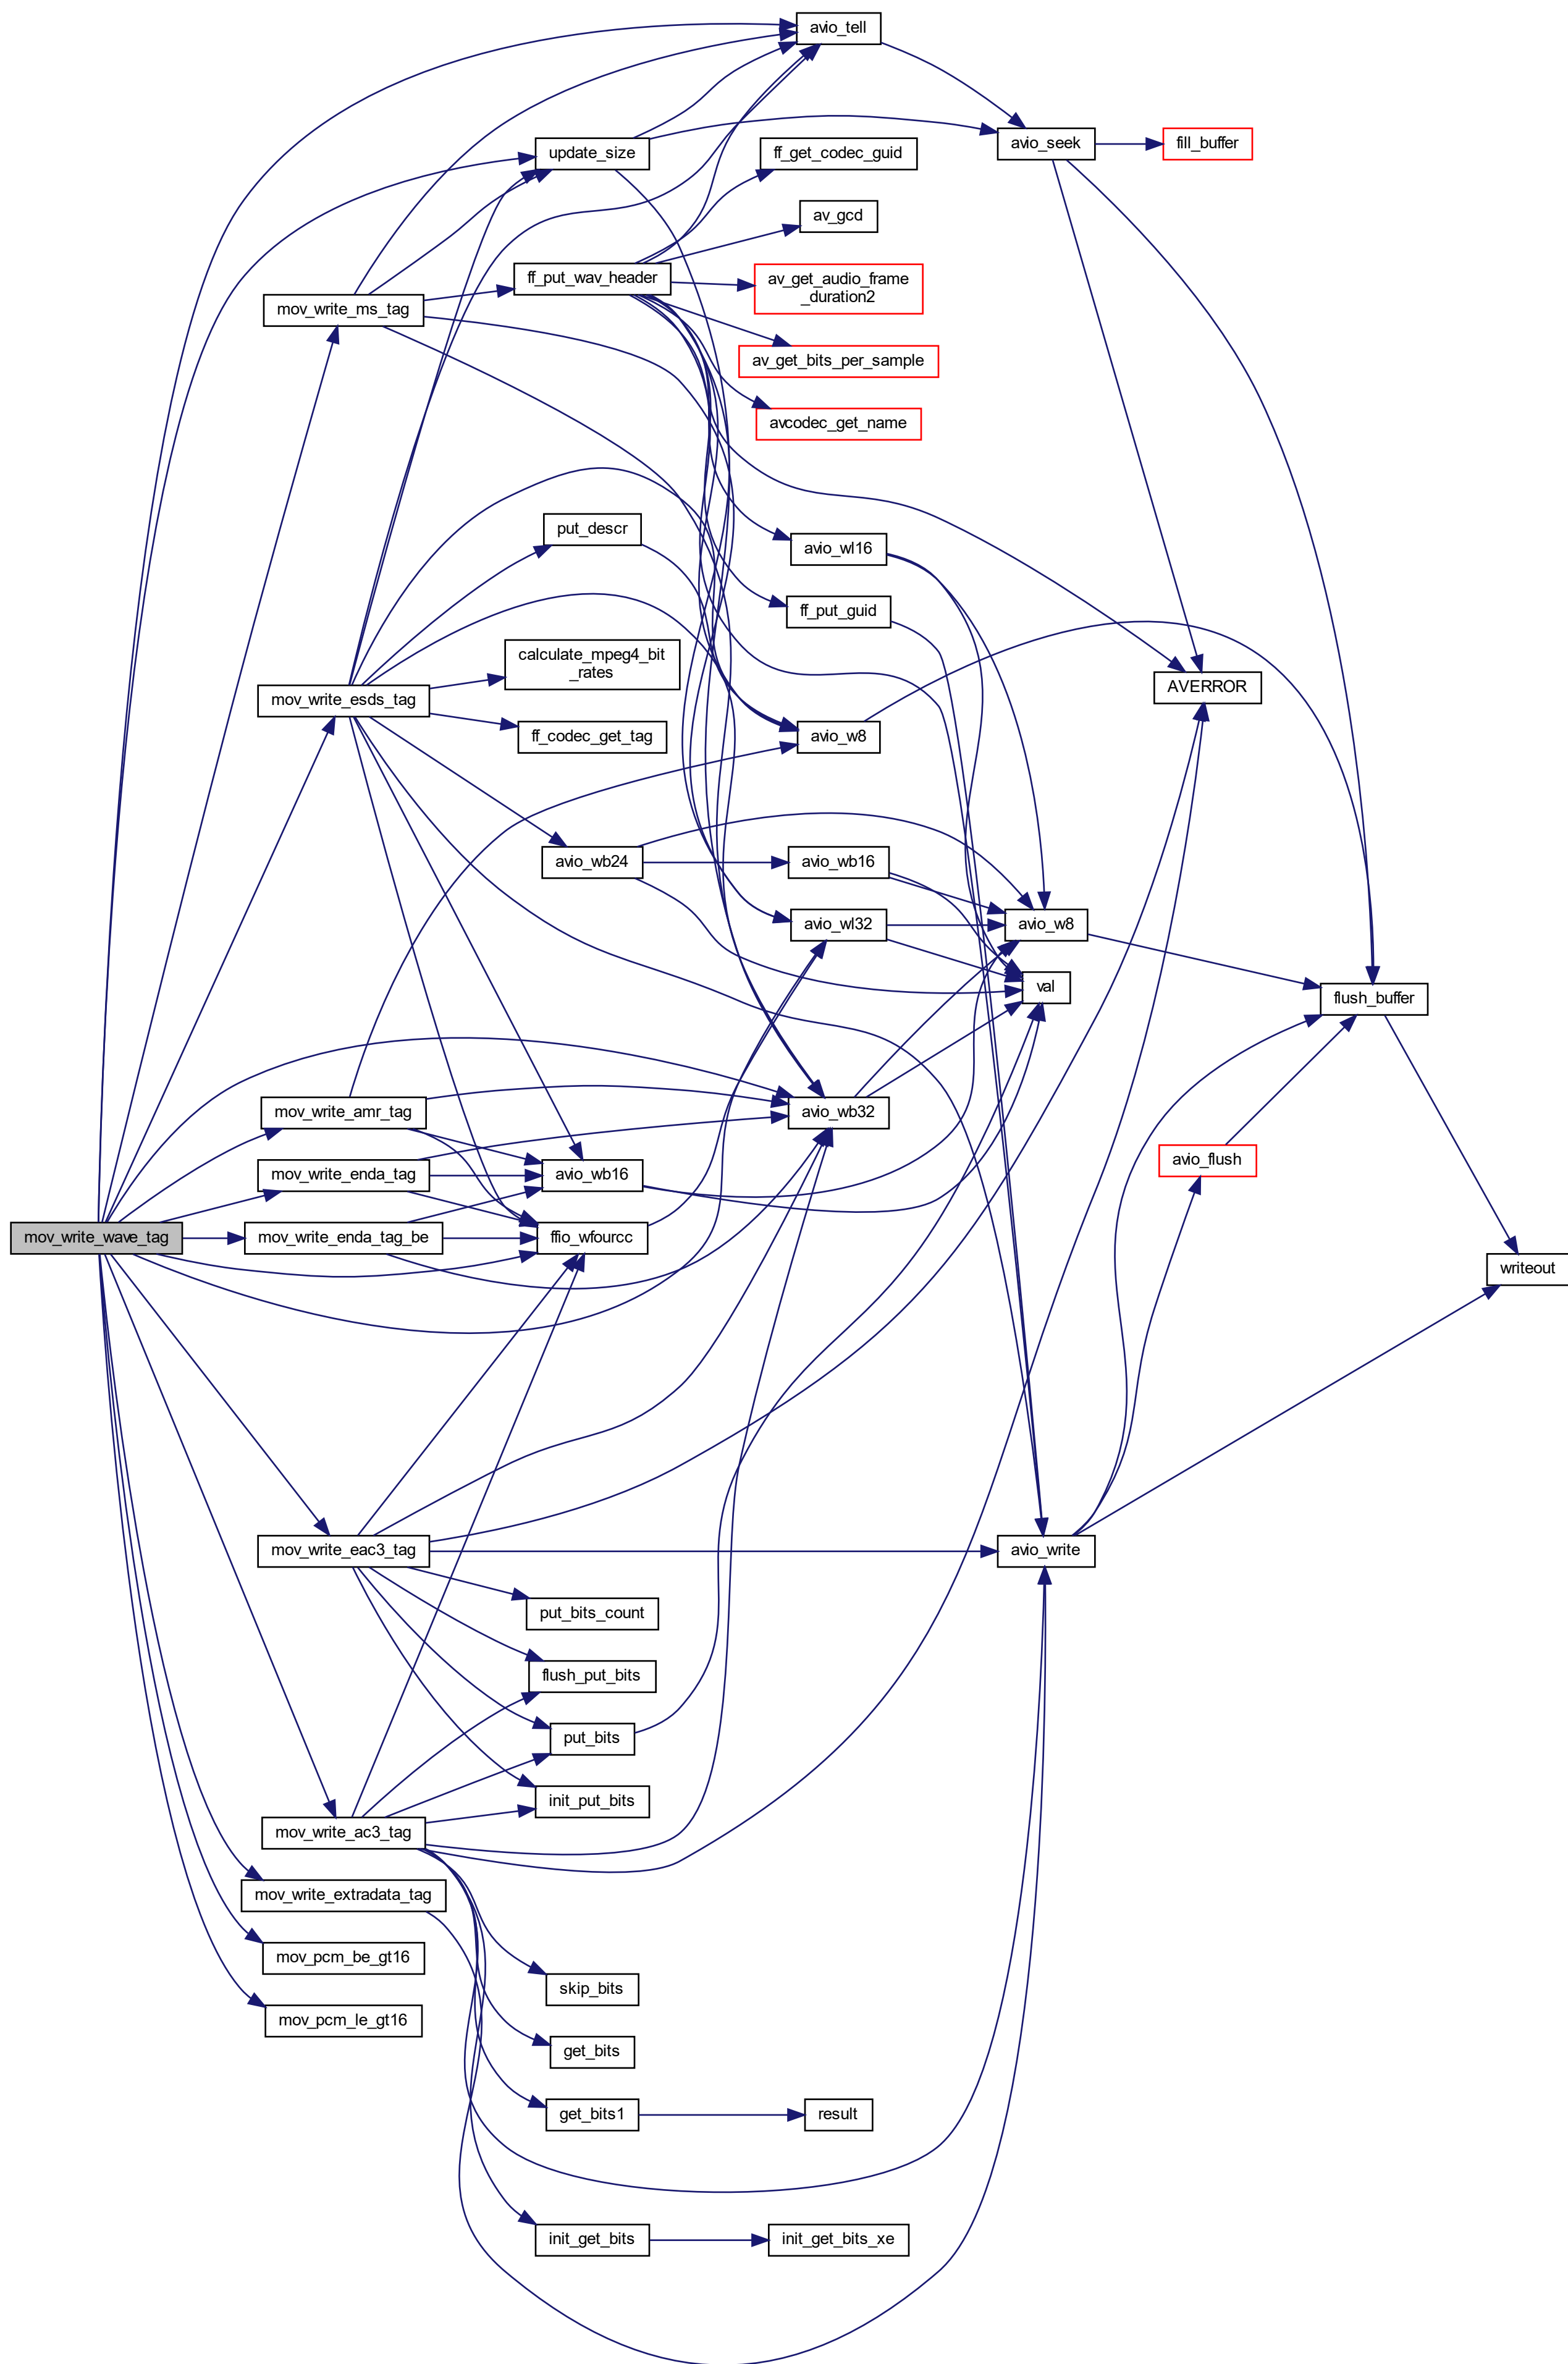 avio_tell
avio_seek
fill_buffer
update_size
ff_get_codec_guid
av_gcd
ff_put_wav_header
av_get_audio_frame
_duration2
mov_write_ms_tag
av_get_bits_per_sample
avcodec_get_name
put_descr
avio_wl16
ff_put_guid
calculate_mpeg4_bit
_rates
mov_write_esds_tag
AVERROR
ff_codec_get_tag
avio_w8
avio_wb24
avio_wb16
avio_wl32
avio_w8
val
flush_buffer
mov_write_amr_tag
avio_wb32
mov_write_enda_tag
avio_wb16
avio_flush
mov_write_wave_tag
mov_write_enda_tag_be
ffio_wfourcc
writeout
mov_write_eac3_tag
avio_write
put_bits_count
flush_put_bits
put_bits
init_put_bits
mov_write_ac3_tag
mov_write_extradata_tag
mov_pcm_be_gt16
skip_bits
mov_pcm_le_gt16
get_bits
get_bits1
result
init_get_bits
init_get_bits_xe